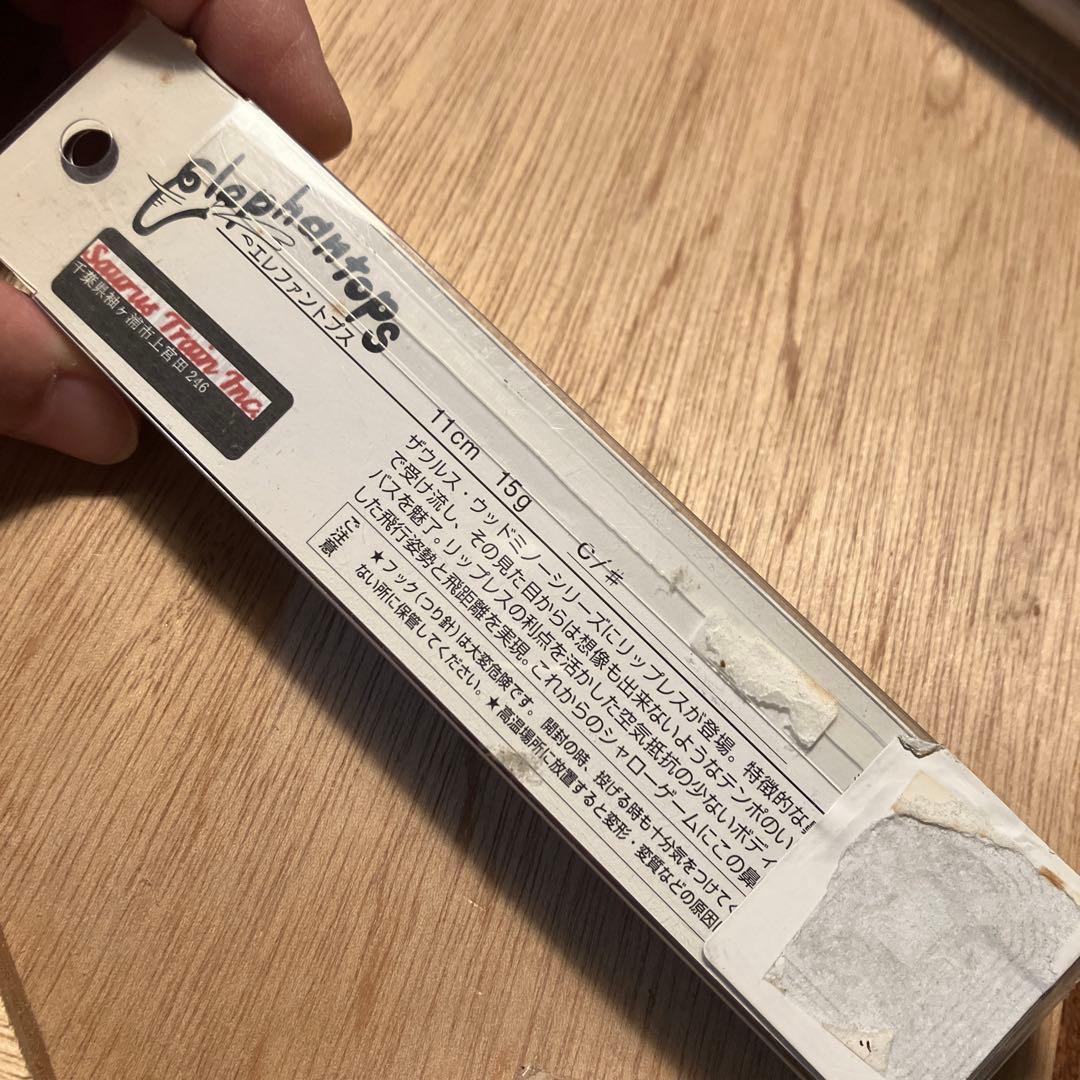 elephantops
エレファントプス
Saurus Train Inc.
千葉県袖ヶ浦市上宮田246
11cm 15g C/#
ザウルス・ウッドミノーシリーズにリップレスが登場。特徴的な
で受け流し、その見た目からは想像も出来ないようなテンポのい
バスを魅了。リップレスの利点を活かした空気抵抗の少ないボディ
した飛行姿勢と飛距離を実現。これからのシャローゲームにこの鼻
ご注意
★フック(つり針)は大変危険です。開封の時、投げる時も十分気をつけてく
ない所に保管してください。★高温場所に放置すると変形・変質などの原因